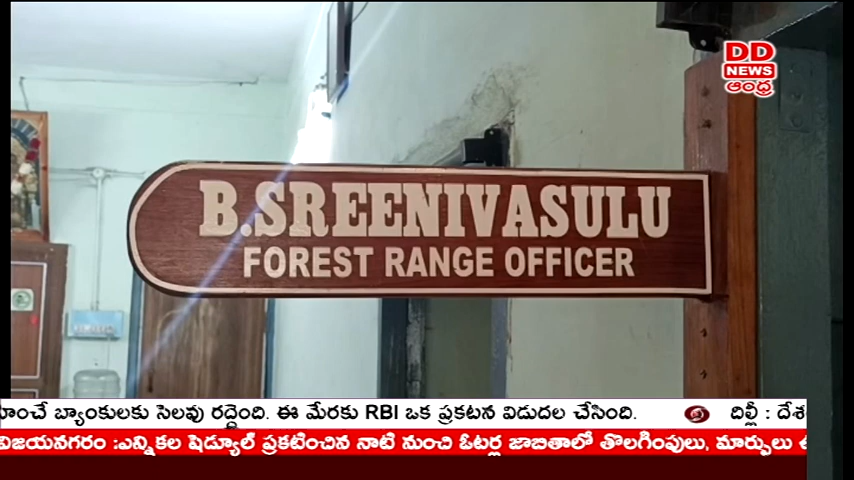 DD
NEWS
ఆంధ్ర
B.SREENIVASULU
FOREST RANGE OFFICER
బ్యాంకులకు సెలవు రద్దైంది. ఈ మేరకు RBI ఒక ప్రకటన విడుదల చేసింది. దిల్లీ : దేశ
విజయనగరం :ఎన్నికల షెడ్యూల్ ప్రకటించిన నాటి నుంచి ఓటర్ల జాబితాలో తొలగింపులు, మార్పులు